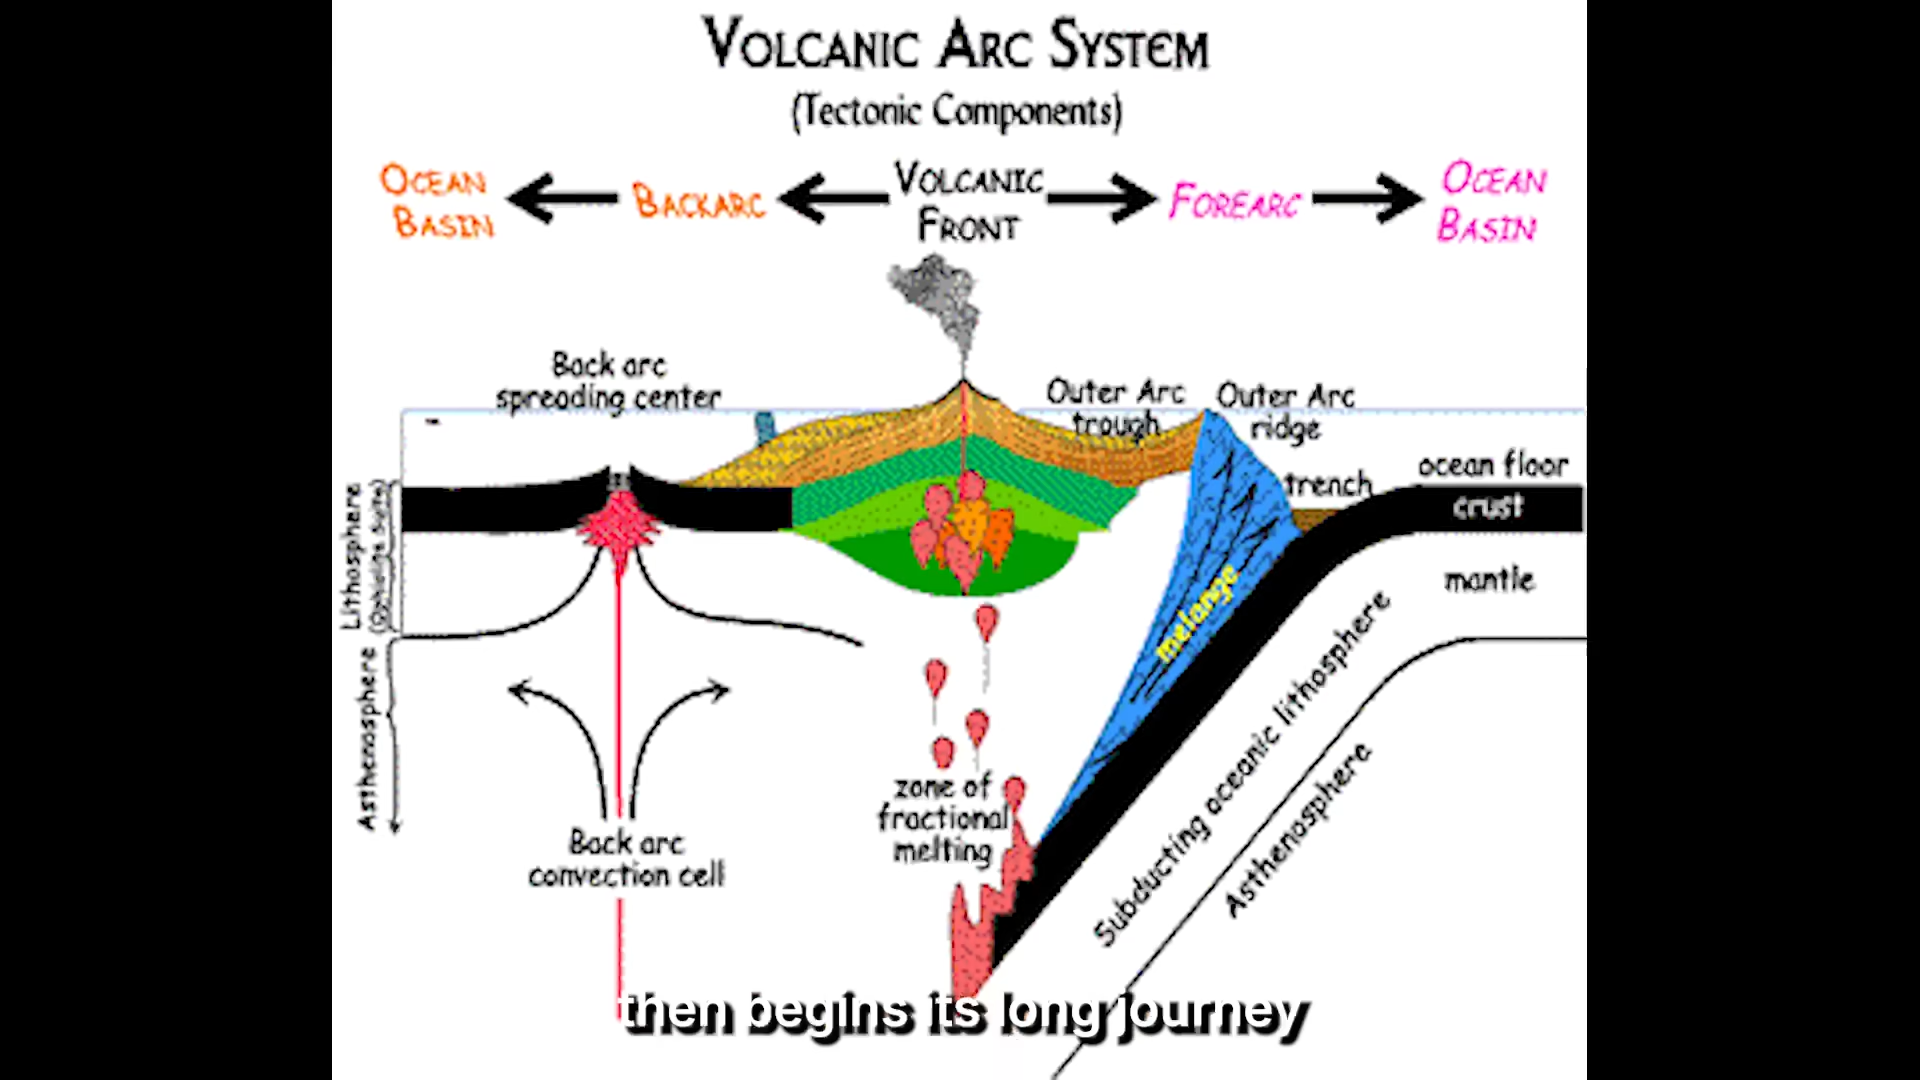 VOLCANIC ARC SYSTEM
(Tectonic Components)
OCEAN
BASIN
BACKARC
VOLCANIC
FRONT
FOREARC
OCEAN
BASIN
Back arc
spreading center
Outer Arc
trough
Outer Arc
ridge
trench
ocean floor
crust
mantle
Lithosphere
(Ophiolite suite)
Asthenosphere
melange
Subducting oceanic lithosphere
Asthenosphere
zone of
fractional
melting
Back arc
convection cell
then begins its long journey